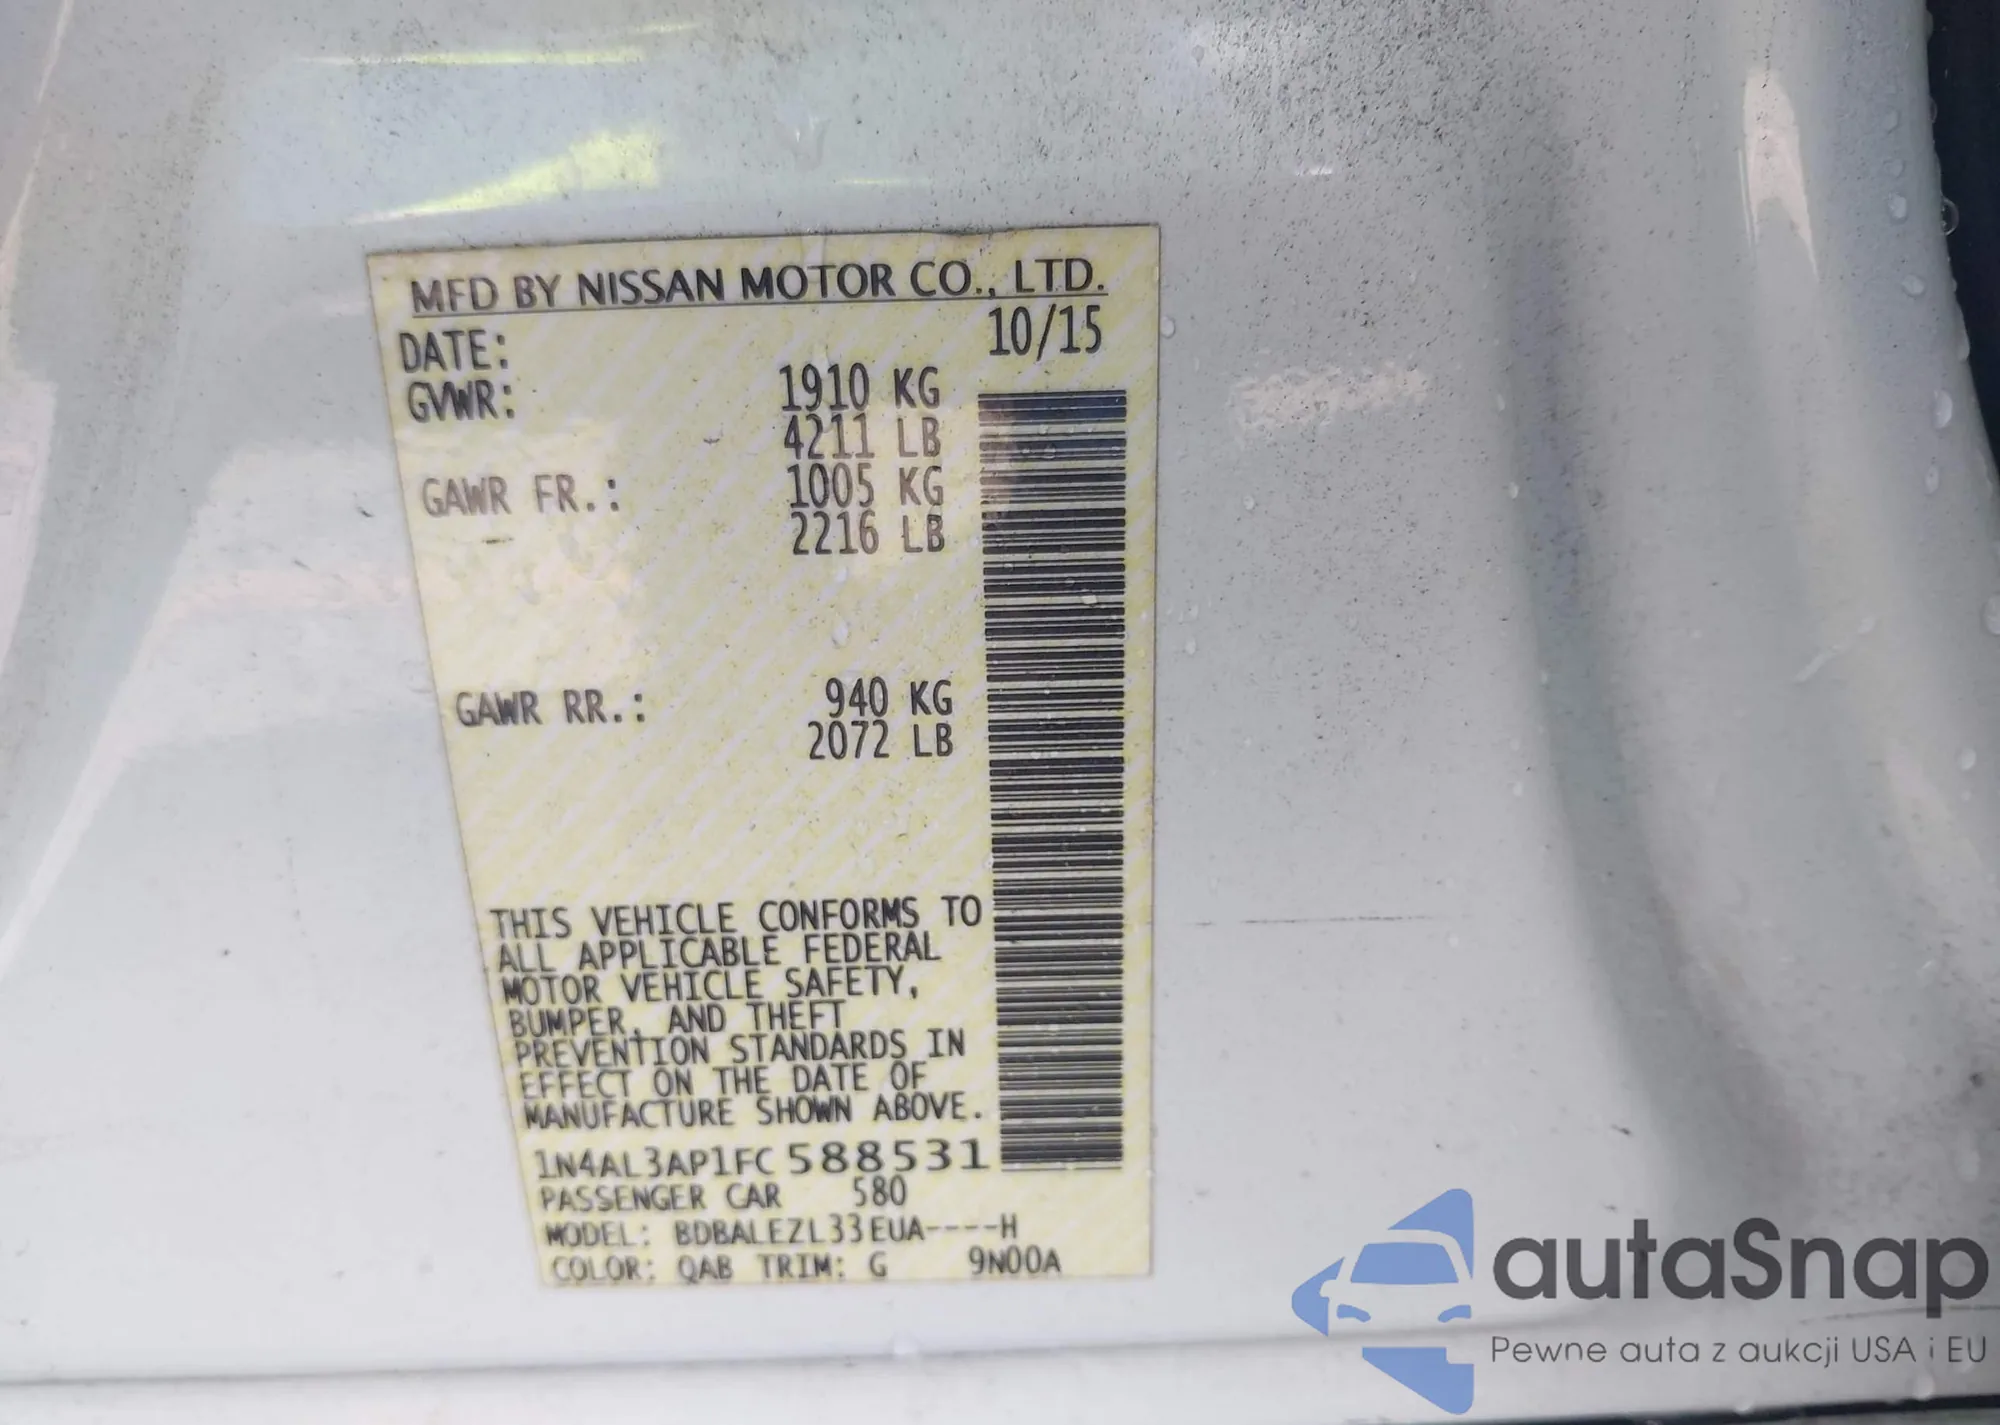 MFD BY NISSAN MOTOR CO., LTD.
DATE: 10/15
GVWR: 1910 KG
4211 LB
GAWR FR.: 1005 KG
2216 LB
GAWR RR.: 940 KG
2072 LB
THIS VEHICLE CONFORMS TO
ALL APPLICABLE FEDERAL
MOTOR VEHICLE SAFETY,
BUMPER, AND THEFT
PREVENTION STANDARDS IN
EFFECT ON THE DATE OF
MANUFACTURE SHOWN ABOVE.
1N4AL3AP1FC588531
PASSENGER CAR 580
MODEL: BDBALEZL33EUA----H
COLOR: QAB TRIM: G 9N00A
autaSnap
Pewne auta z aukcji USA i EU